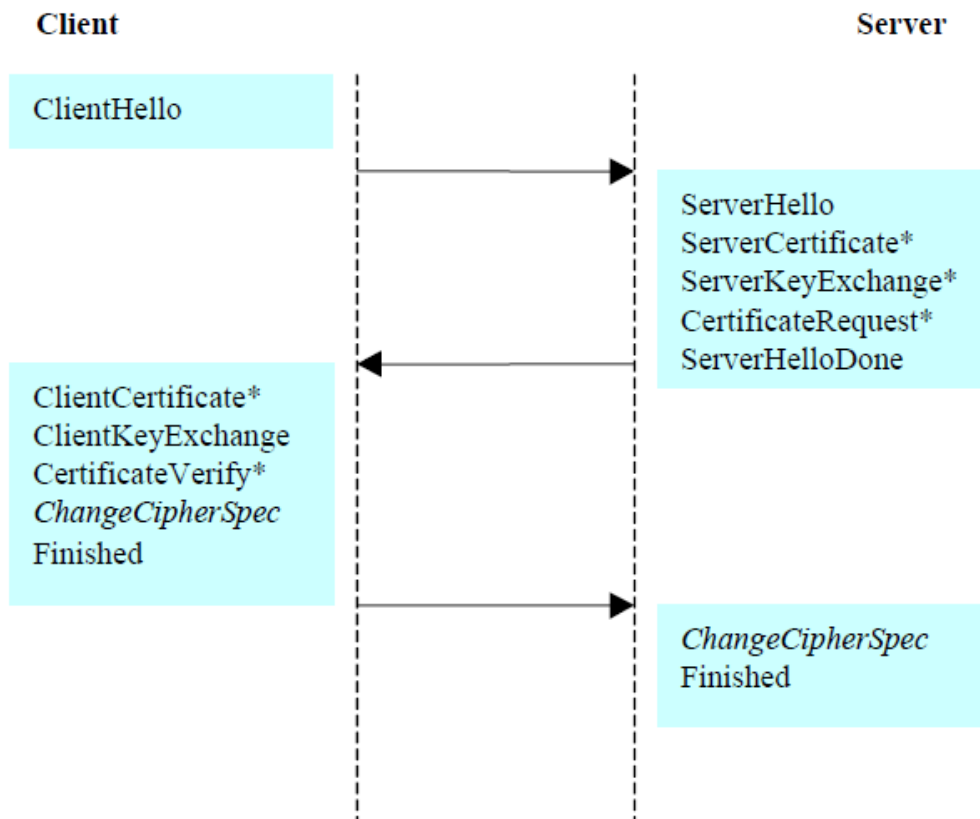 Client
Server
ClientHello
ServerHello
ServerCertificate*
ServerKeyExchange*
CertificateRequest*
ServerHelloDone
ClientCertificate*
ClientKeyExchange
CertificateVerify*
ChangeCipherSpec
Finished
ChangeCipherSpec
Finished